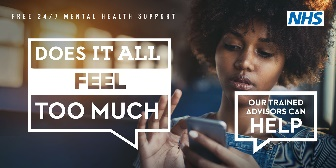 FREE 24/7 MENTAL HEALTH SUPPORT
NHS
DOES IT ALL
FEEL
TOO MUCH
OUR TRAINED
ADVISORS CAN
HELP